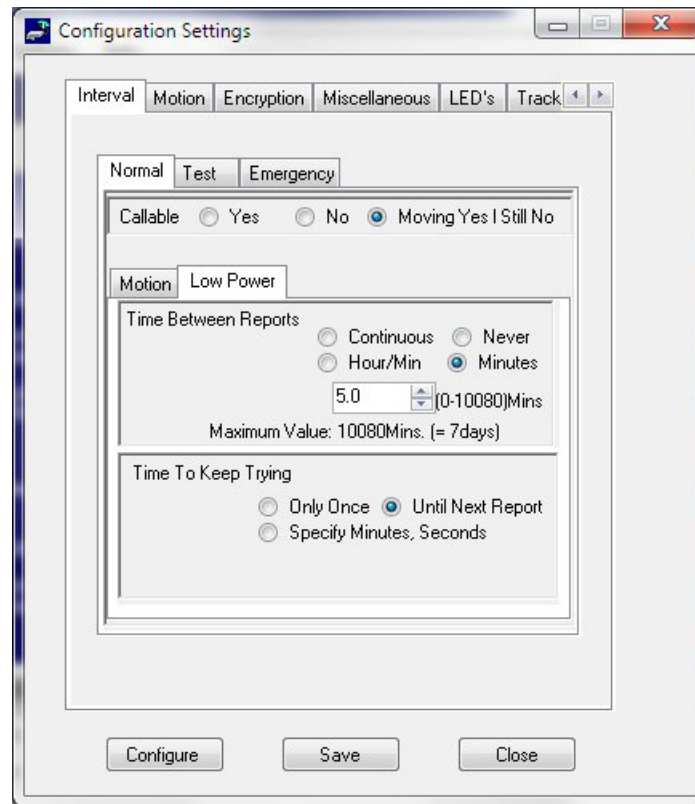 Configuration Settings
Interval Motion Encryption Miscellaneous LED's Track
Normal Test Emergency
Callable Yes No Moving Yes I Still No
Motion Low Power
Time Between Reports
Continuous Never
Hour/Min Minutes
5.0 (0-10080)Mins
Maximum Value: 10080Mins. (= 7days)
Time To Keep Trying
Only Once Until Next Report
Specify Minutes, Seconds
Configure Save Close